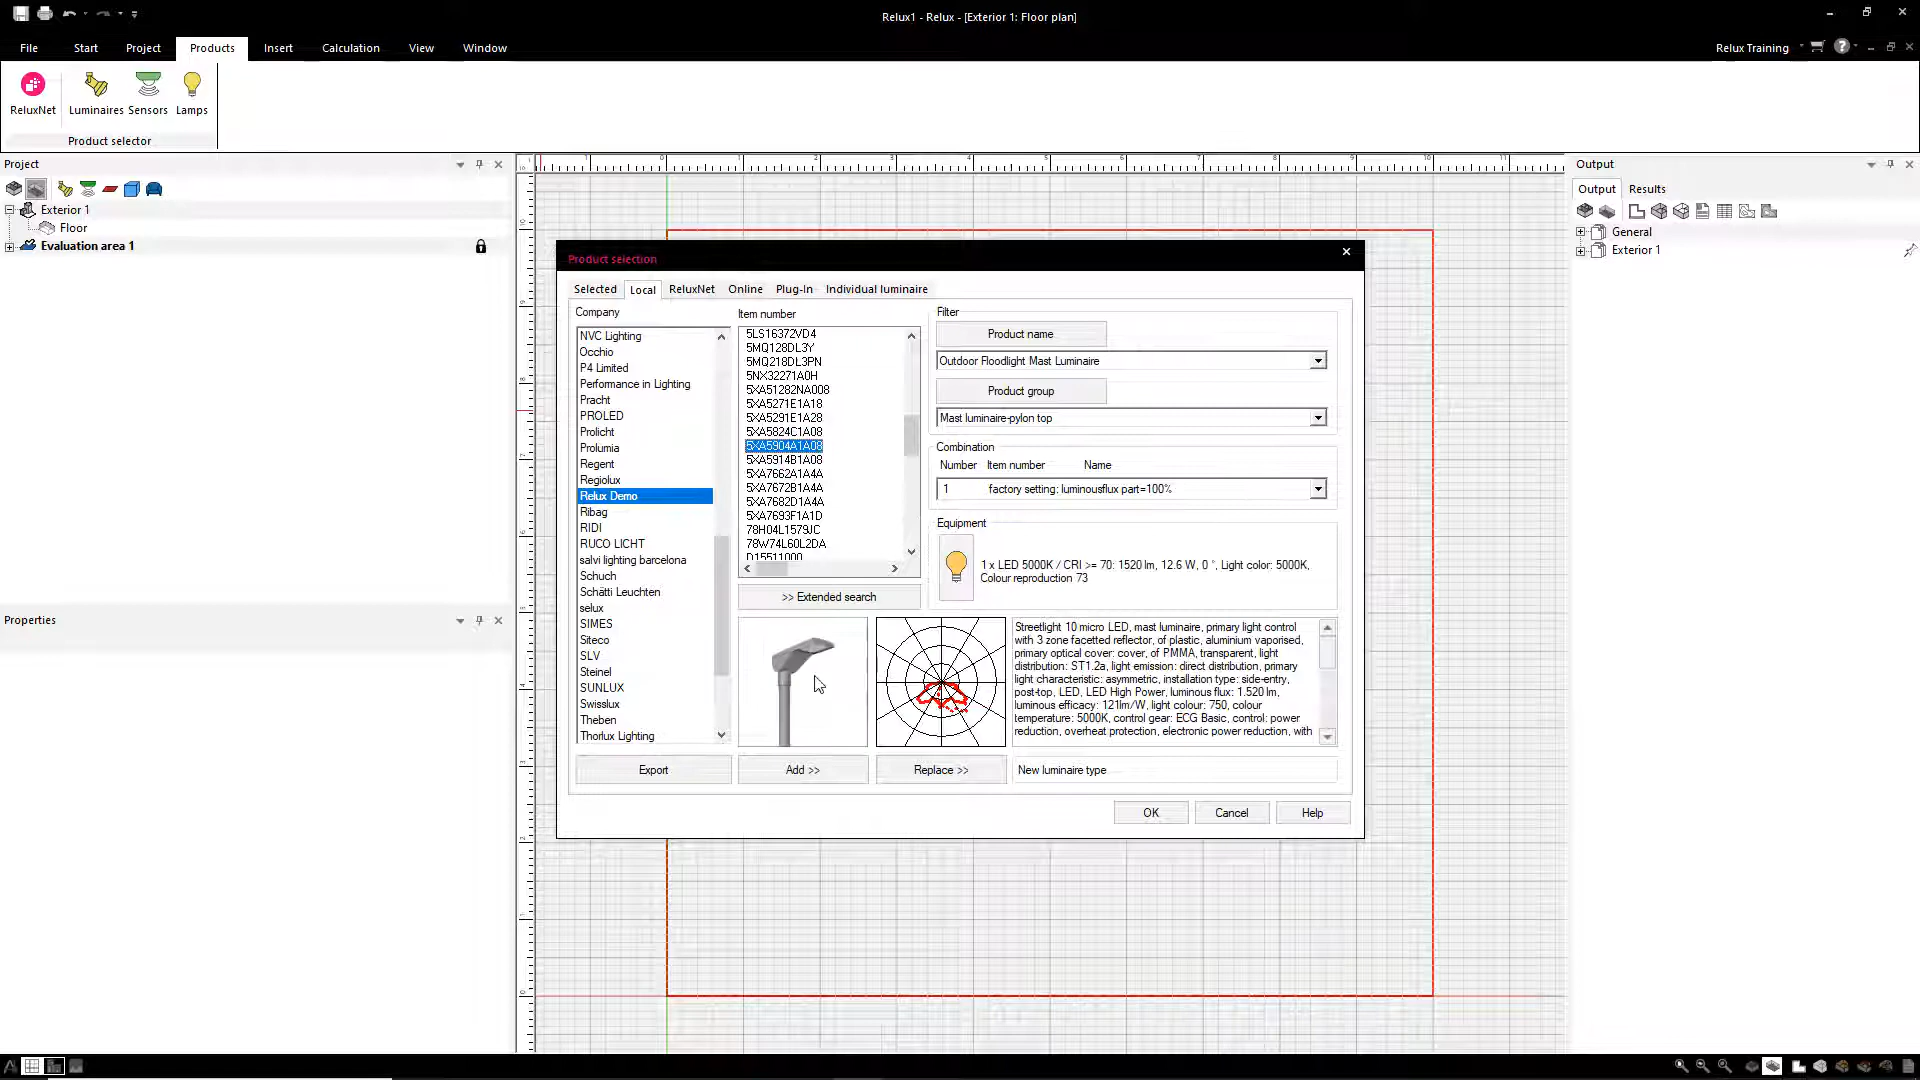 Relux1 - Relux - [Exterior 1: Floor plan]
File Start Project Products Insert Calculation View Window
Relux Training
ReluxNet Luminaires Sensors Lamps
Product selector
Project
Exterior 1
Floor
Evaluation area 1
Properties
Output
Output Results
General
Exterior 1
Product selection
Selected Local ReluxNet Online Plug-In Individual luminaire
Company
NVC Lighting
Occhio
P4 Limited
Performance in Lighting
Pracht
PROLED
Prolicht
Prolumia
Regent
Regiolux
Relux Demo
Ribag
RIDI
RUCO LICHT
salvi lighting barcelona
Schuch
Schätti Leuchten
selux
SIMES
Siteco
SLV
Steinel
SUNLUX
Swisslux
Theben
Thorlux Lighting
Export
Item number
5LS16372VD4
5MQ128DL3Y
5MQ218DL3PN
5NX32271A0H
5XA51282NA008
5XA5271E1A18
5XA5291E1A28
5XA5824C1A08
5XA5904A1A08
5XA5914B1A08
5XA7662A1A4A
5XA7672B1A4A
5XA7682D1A4A
5XA7693F1A1D
78H04L1579JC
78W74L60L2DA
D15511000
>> Extended search
Add >>
Replace >>
Filter
Product name
Outdoor Floodlight Mast Luminaire
Product group
Mast luminaire-pylon top
Combination
Number Item number Name
1 factory setting: luminousflux part=100%
Equipment
1 x LED 5000K / CRI >= 70: 1520 lm, 12.6 W, 0 °, Light color: 5000K,
Colour reproduction 73
Streetlight 10 micro LED, mast luminaire, primary light control
with 3 zone facetted reflector, of plastic, aluminium vaporised,
primary optical cover: cover, of PMMA, transparent, light
distribution: ST1.2a, light emission: direct distribution, primary
light characteristic: asymmetric, installation type: side-entry,
post-top, LED, LED High Power, luminous flux: 1.520 lm,
luminous efficacy: 121lm/W, light colour: 750, colour
temperature: 5000K, control gear: ECG Basic, control: power
reduction, overheat protection, electronic power reduction, with
New luminaire type
OK Cancel Help